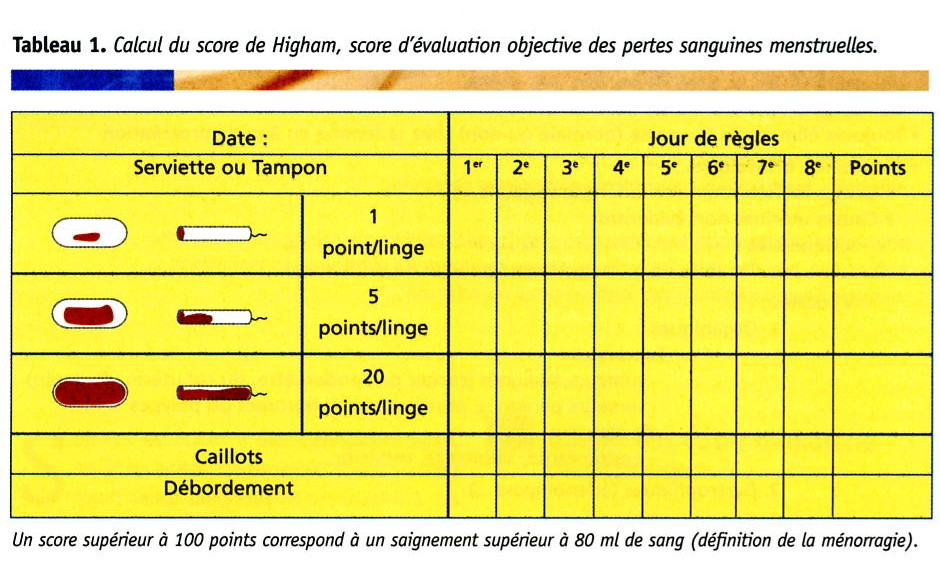 Tableau 1. Calcul du score de Higham, score d'évaluation objective des pertes sanguines menstruelles.
Date : Jour de règles
Serviette ou Tampon 1er 2e 3e 4e 5e 6e 7e 8e Points
1
point/linge
5
points/linge
20
points/linge
Caillots
Débordement
Un score supérieur à 100 points correspond à un saignement supérieur à 80 ml de sang (définition de la ménorragie).